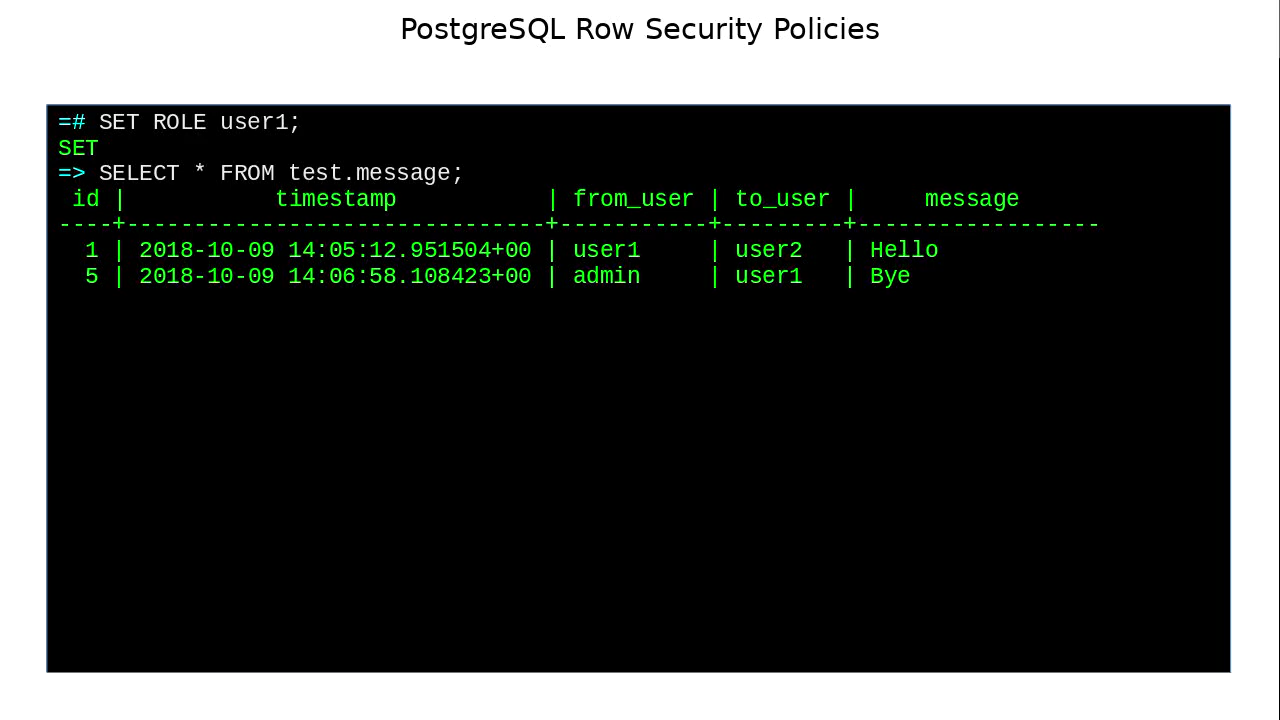 PostgreSQL Row Security Policies
=# SET ROLE user1;
SET
=> SELECT * FROM test.message;
 id |           timestamp           | from_user | to_user |     message
----+-------------------------------+-----------+---------+------------------
  1 | 2018-10-09 14:05:12.951504+00 | user1     | user2   | Hello
  5 | 2018-10-09 14:06:58.108423+00 | admin     | user1   | Bye